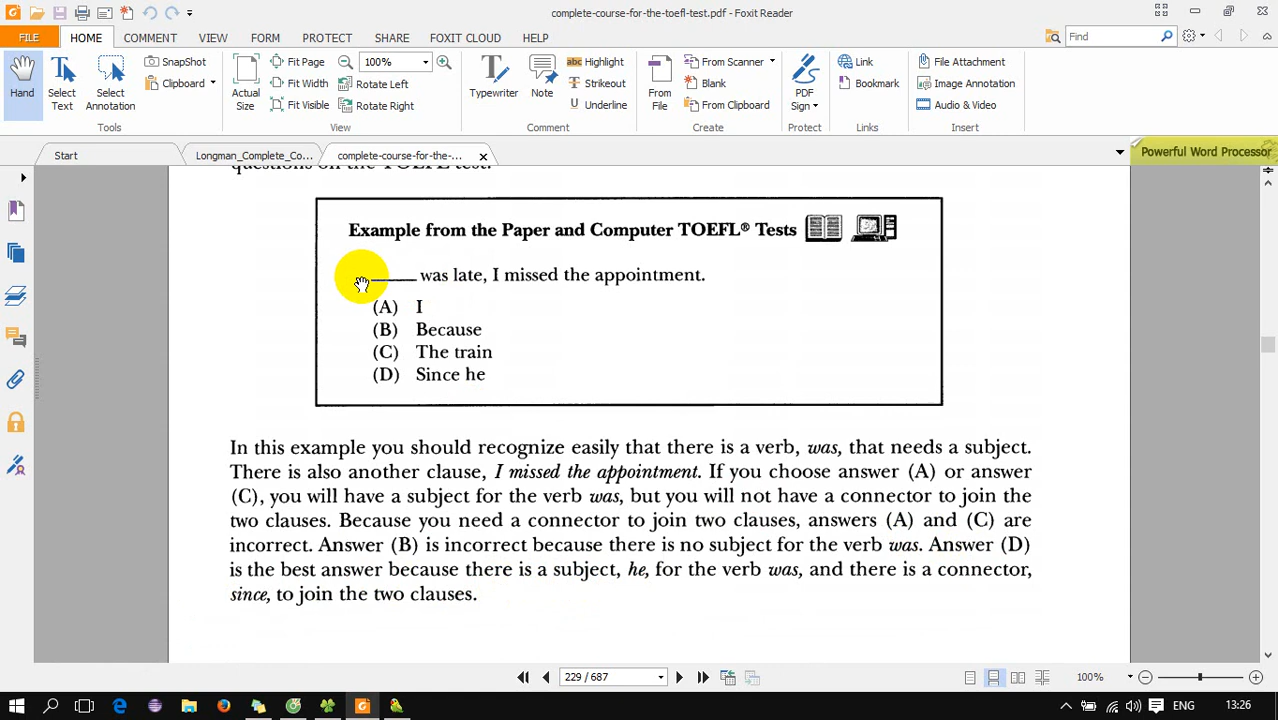 complete-course-for-the-toefl-test.pdf - Foxit Reader
FILE HOME COMMENT VIEW FORM PROTECT SHARE FOXIT CLOUD HELP Find
Hand
Select Text
Select Annotation
SnapShot
Clipboard
Tools
Actual Size
Fit Page
Fit Width
Fit Visible
100%
Rotate Left
Rotate Right
View
Typewriter
Note
abc Highlight
Strikeout
U Underline
Comment
From File
From Scanner
Blank
From Clipboard
Create
PDF Sign
Protect
Link
Bookmark
Links
File Attachment
Image Annotation
Audio & Video
Insert
Start Longman_Complete_Co... complete-course-for-the-... Powerful Word Processor
questions on the TOEFL test.
Example from the Paper and Computer TOEFL® Tests
______ was late, I missed the appointment.
(A) I
(B) Because
(C) The train
(D) Since he
In this example you should recognize easily that there is a verb, was, that needs a subject.
There is also another clause, I missed the appointment. If you choose answer (A) or answer
(C), you will have a subject for the verb was, but you will not have a connector to join the
two clauses. Because you need a connector to join two clauses, answers (A) and (C) are
incorrect. Answer (B) is incorrect because there is no subject for the verb was. Answer (D)
is the best answer because there is a subject, he, for the verb was, and there is a connector,
since, to join the two clauses.
229 / 687 100%
ENG 13:26